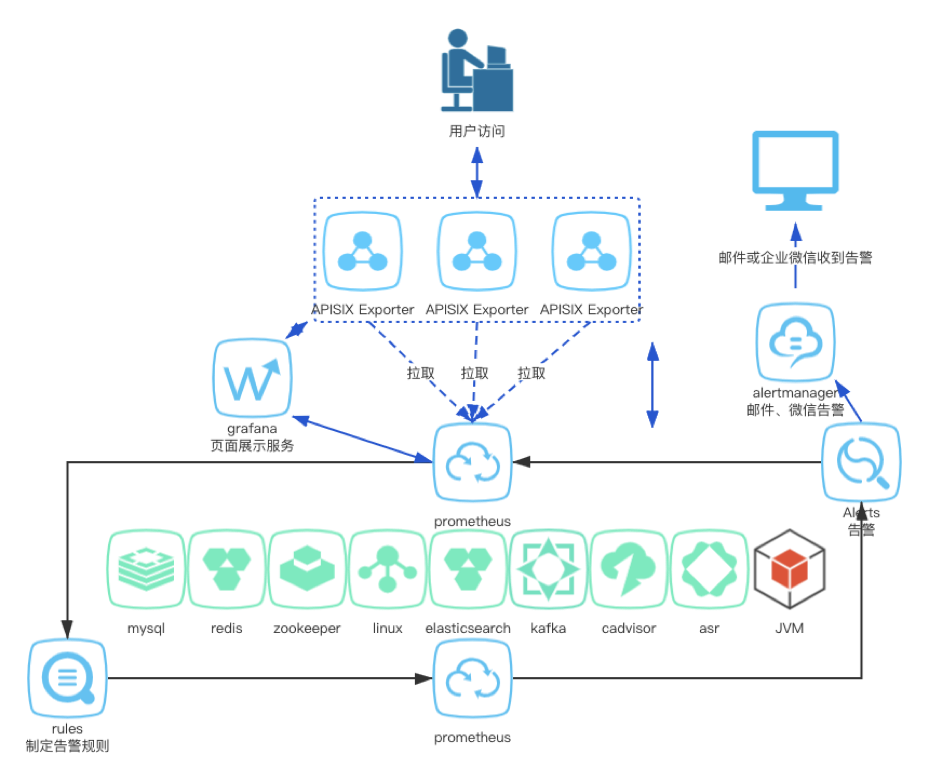 用户访问
邮件或企业微信收到告警
APISIX Exporter
APISIX Exporter
APISIX Exporter
拉取
拉取
拉取
alertmanager
邮件、微信告警
grafana
页面展示服务
prometheus
Alerts
告警
mysql
redis
zookeeper
linux
elasticsearch
kafka
cadvisor
asr
JVM
rules
制定告警规则
prometheus